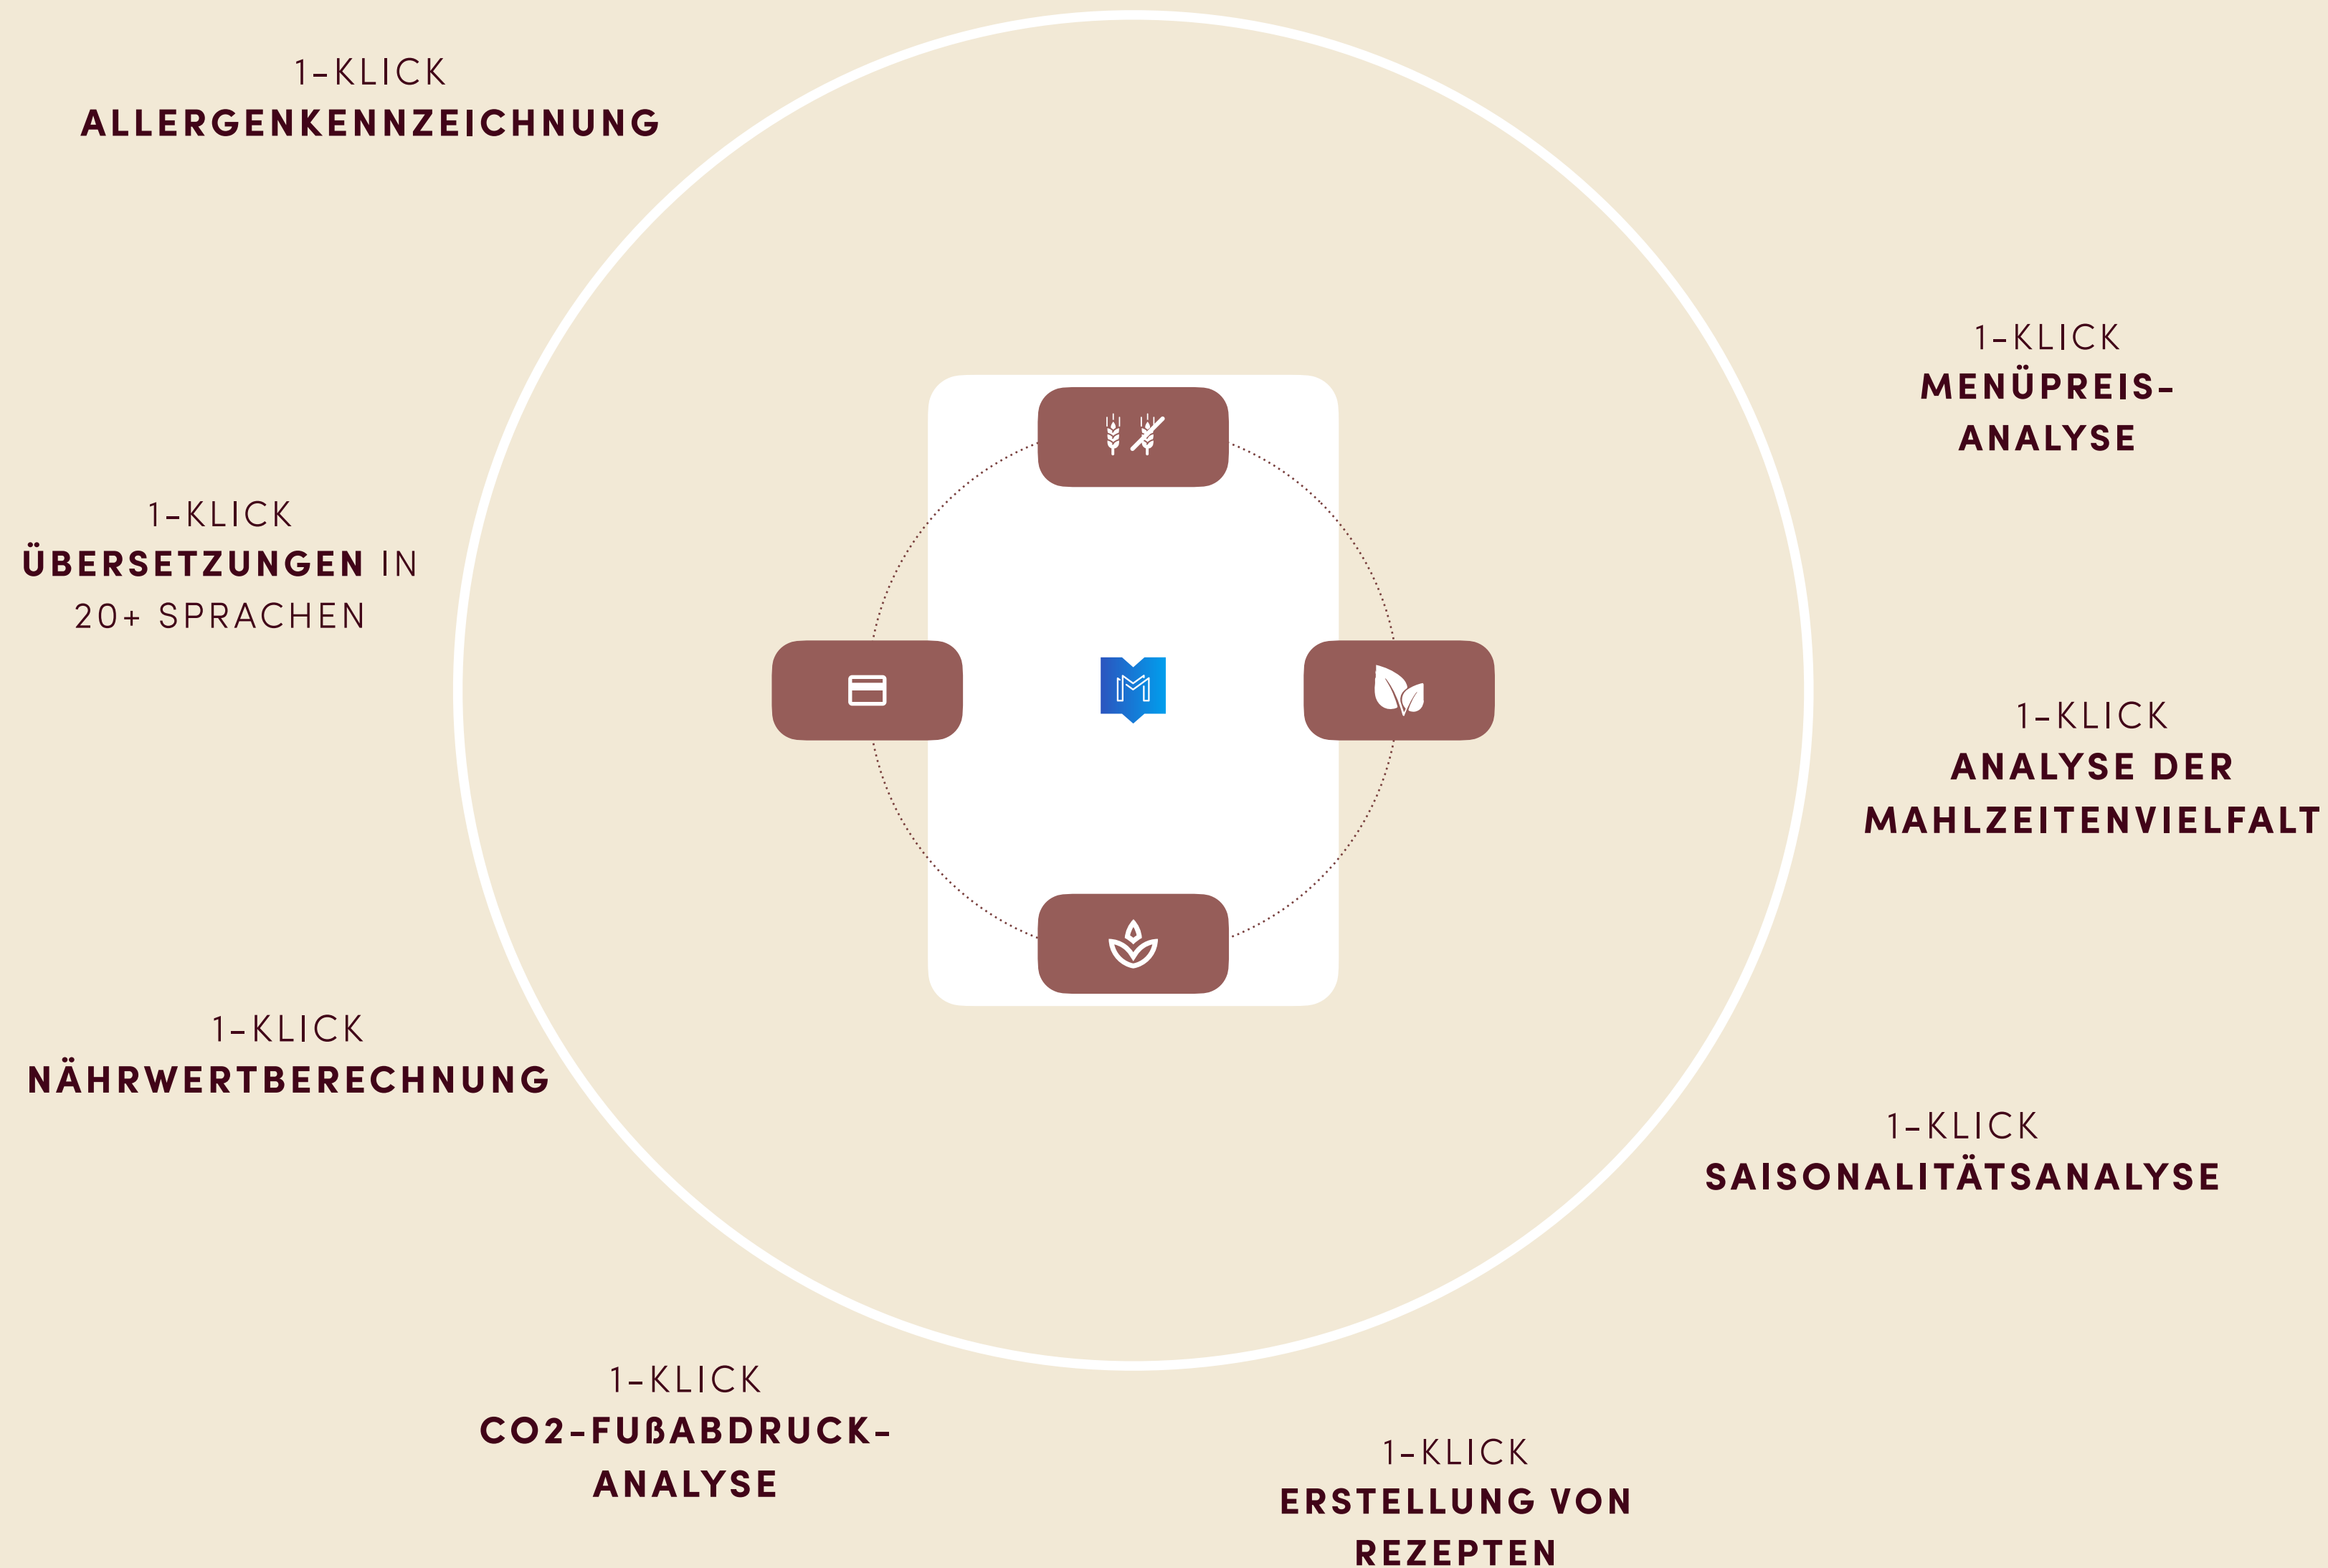 1-KLICK
ALLERGENKENNZEICHNUNG
1-KLICK
MENÜPREIS-
ANALYSE
1-KLICK
ÜBERSETZUNGEN IN
20+ SPRACHEN
1-KLICK
ANALYSE DER
MAHLZEITENVIELFALT
1-KLICK
NÄHRWERTBERECHNUNG
1-KLICK
SAISONALITÄTSANALYSE
1-KLICK
CO2-FUßABDRUCK-
ANALYSE
1-KLICK
ERSTELLUNG VON
REZEPTEN
M